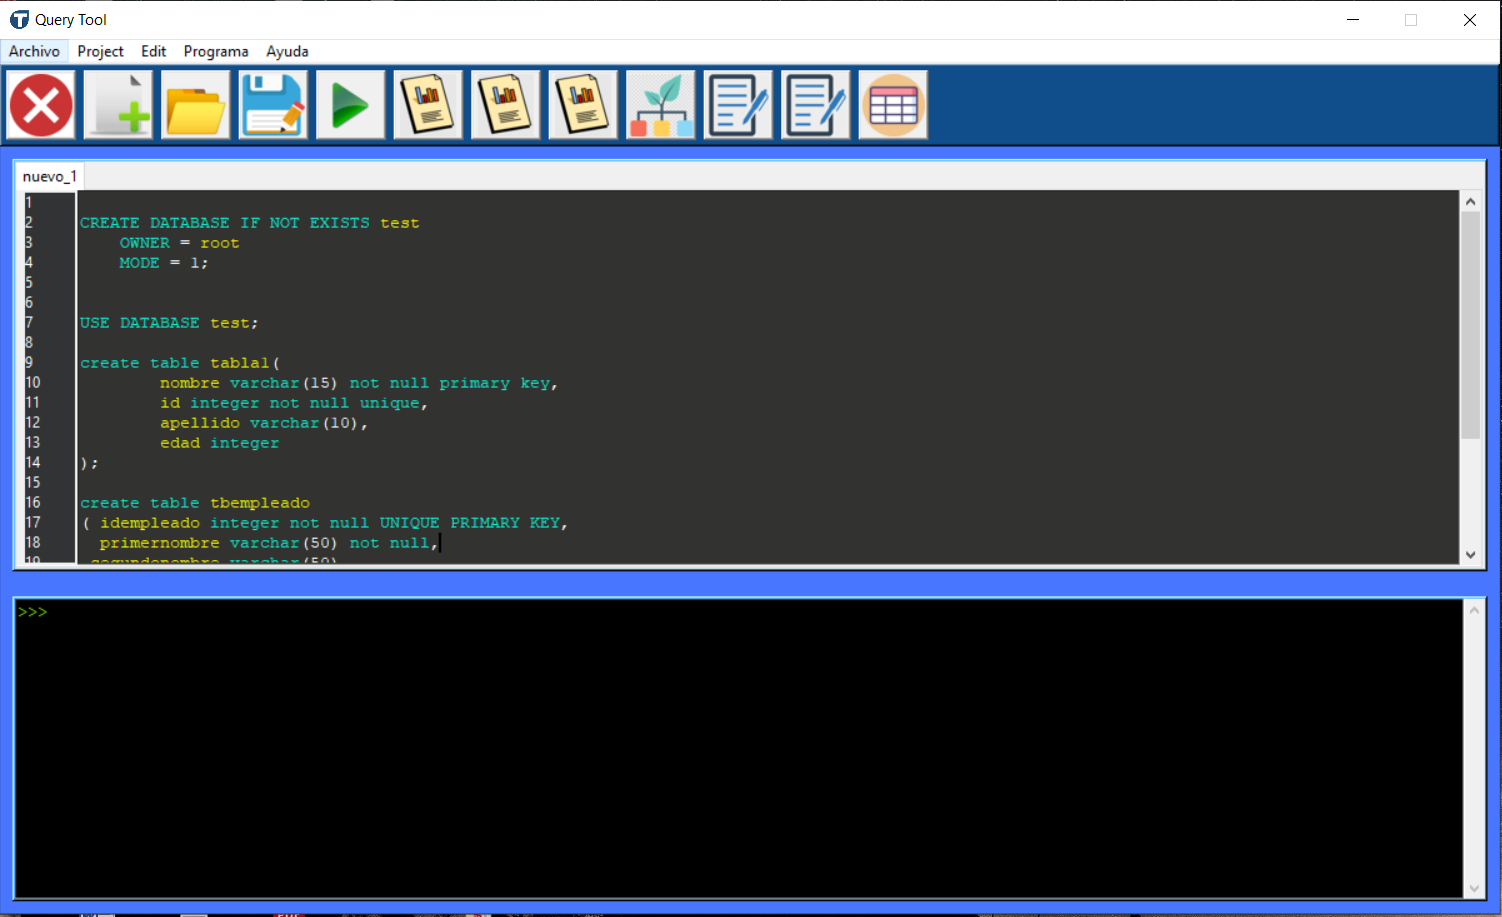 Query Tool
Archivo Project Edit Programa Ayuda
nuevo_1
1
2 CREATE DATABASE IF NOT EXISTS test
3 OWNER = root
4 MODE = 1;
5
6
7 USE DATABASE test;
8
9 create table tabla1(
10 nombre varchar(15) not null primary key,
11 id integer not null unique,
12 apellido varchar(10),
13 edad integer
14 );
15
16 create table tbempleado
17 ( idempleado integer not null UNIQUE PRIMARY KEY,
18 primernombre varchar(50) not null,
19 segundonombre varchar(50)
>>>